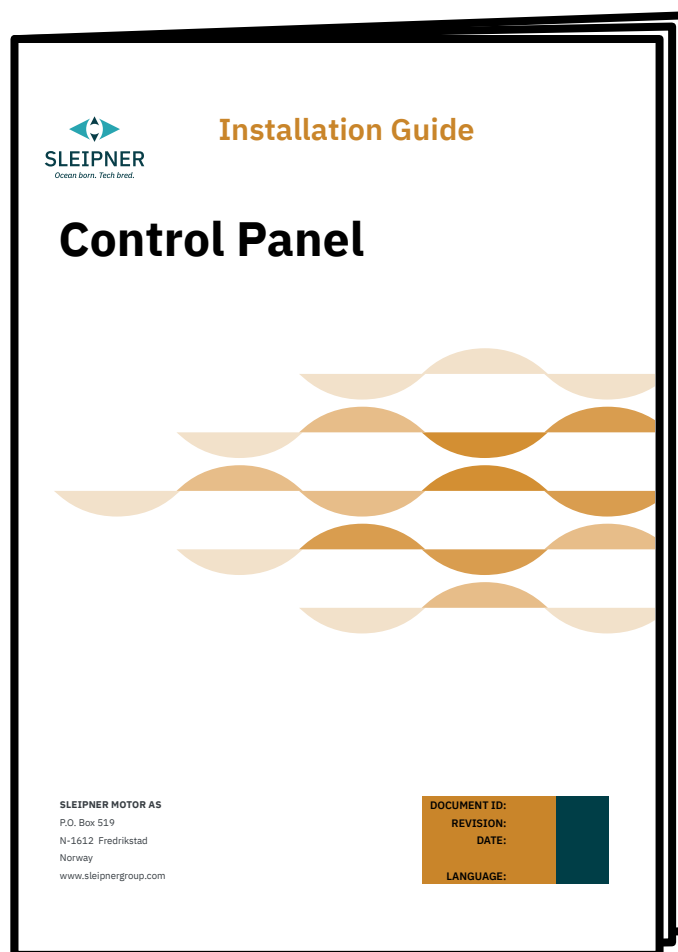 Installation Guide
SLEIPNER
Ocean born. Tech bred.
Control Panel
SLEIPNER MOTOR AS
P.O. Box 519
N-1612 Fredrikstad
Norway
www.sleipnergroup.com
DOCUMENT ID:
REVISION:
DATE:
LANGUAGE: